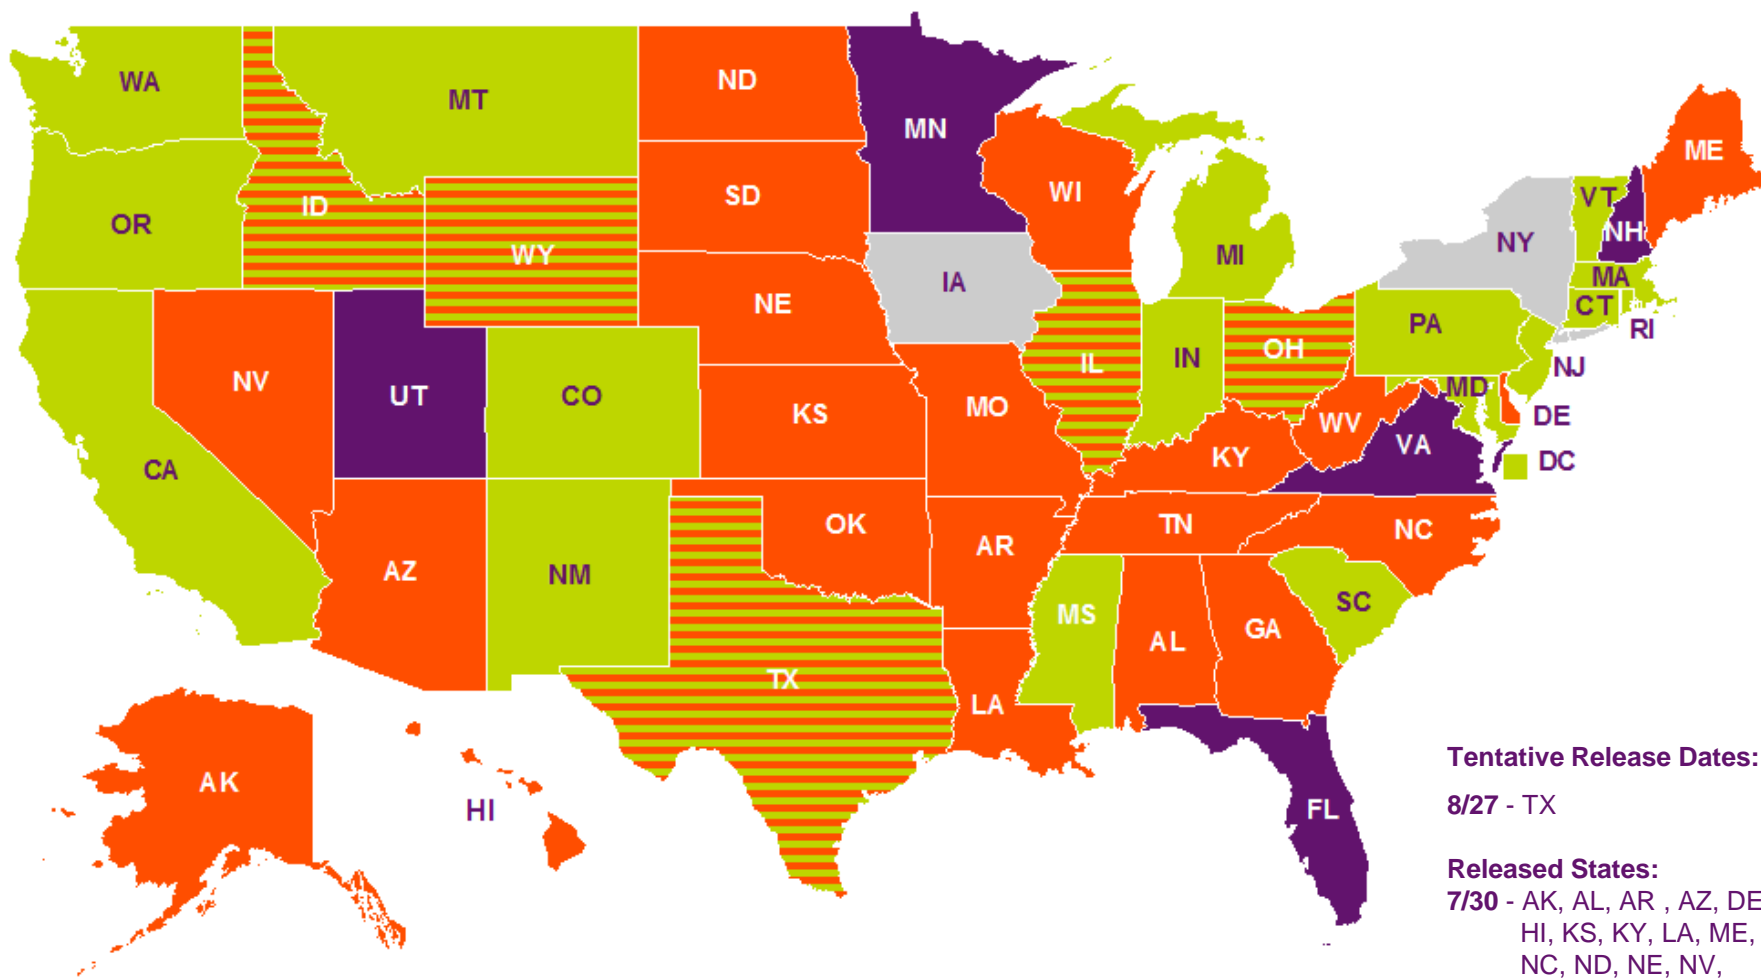 WA
MT
ND
MN
ME
OR
ID
WY
SD
WI
MI
NY
VT
NH
MA
CT
RI
NV
UT
CO
NE
IA
IL
IN
OH
PA
NJ
MD
DE
DC
CA
KS
MO
KY
WV
VA
AZ
NM
OK
AR
TN
NC
SC
TX
LA
MS
AL
GA
FL
AK
HI
Tentative Release Dates:
8/27 - TX
Released States:
7/30 - AK, AL, AR , AZ, DE
HI, KS, KY, LA, ME,
NC, ND, NE, NV,